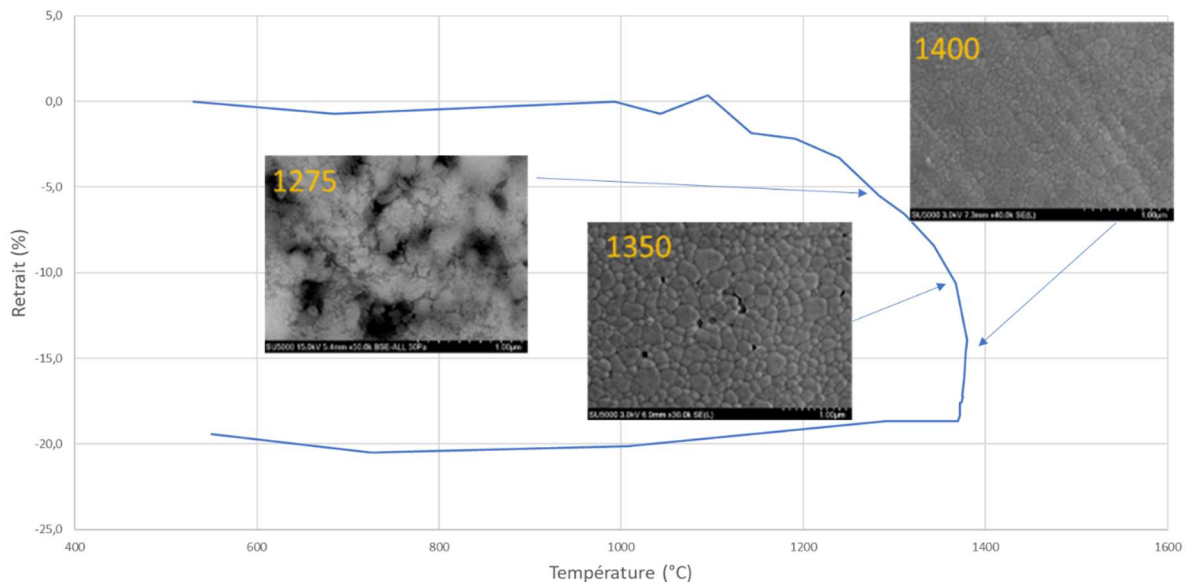 5,0
0,0
-5,0
-10,0
-15,0
-20,0
-25,0
Retrait (%)
400
600
800
1000
1200
1400
1600
Température (°C)
1275
SU5000 15.0kV 5.4mm x50.0k BSE-ALL 50Pa
1.00µm
1350
SU5000 3.0kV 6.9mm x30.0k SE(L)
1.00µm
1400
SU5000 3.0kV 7.3mm x40.0k SE(L)
1.00µm